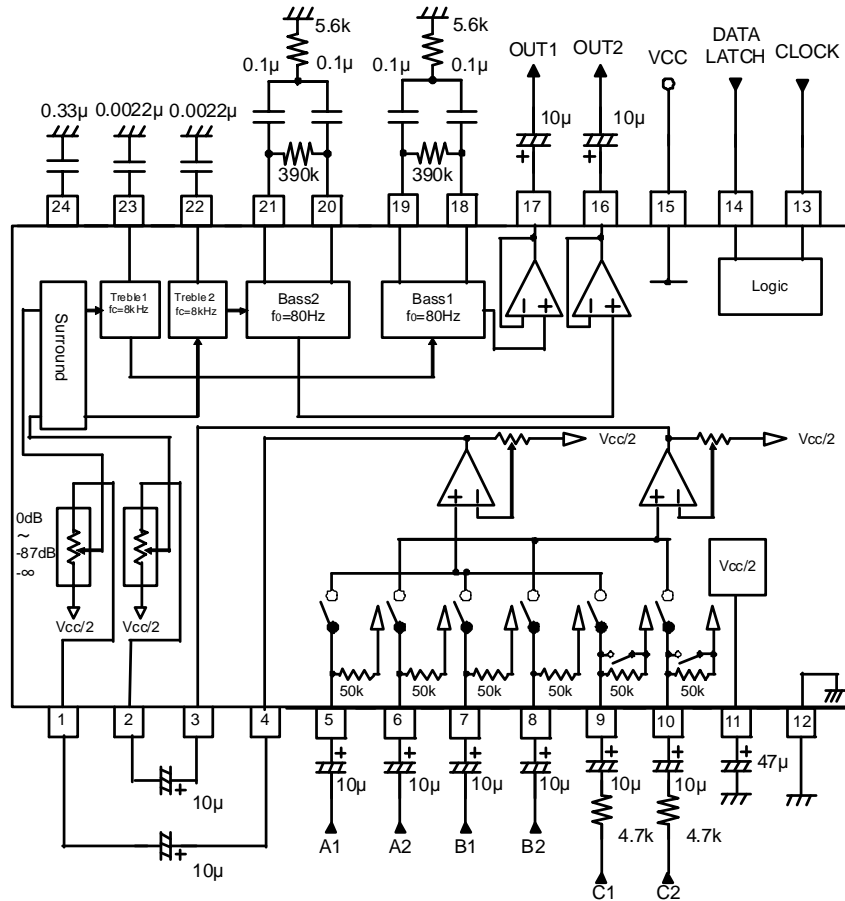 5.6k
5.6k
OUT1
OUT2
VCC
DATA
LATCH
CLOCK
0.1μ
0.1μ
0.1μ
0.1μ
0.33μ
0.0022μ
0.0022μ
10μ
10μ
390k
390k
24
23
22
21
20
19
18
17
16
15
14
13
Surround
Treble1
fc=8kHz
Treble2
fc=8kHz
Bass2
f0=80Hz
Bass1
f0=80Hz
Logic
Vcc/2
Vcc/2
0dB
~
-87dB
-∞
Vcc/2
Vcc/2
Vcc/2
50k
50k
50k
50k
50k
50k
1
2
3
4
5
6
7
8
9
10
11
12
10μ
10μ
10μ
10μ
10μ
10μ
10μ
10μ
47μ
4.7k
4.7k
A1
A2
B1
B2
C1
C2